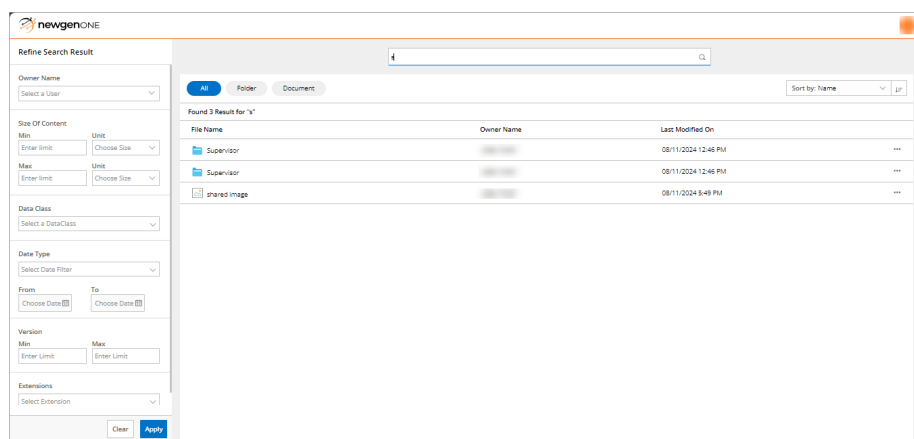 newgenONE
Refine Search Result
s
Owner Name
Select a User
All Folder Document
Sort by: Name
Found 3 Result for "s"
Size Of Content
Min Unit
Enter limit Choose Size
Max Unit
Enter limit Choose Size
File Name Owner Name Last Modified On
Supervisor 08/11/2024 12:46 PM
Supervisor 08/11/2024 12:46 PM
shared image 08/11/2024 5:49 PM
Data Class
Select a DataClass
Date Type
Select Date Filter
From To
Choose Date Choose Date
Version
Min Max
Enter Limit Enter Limit
Extensions
Select Extension
Clear Apply